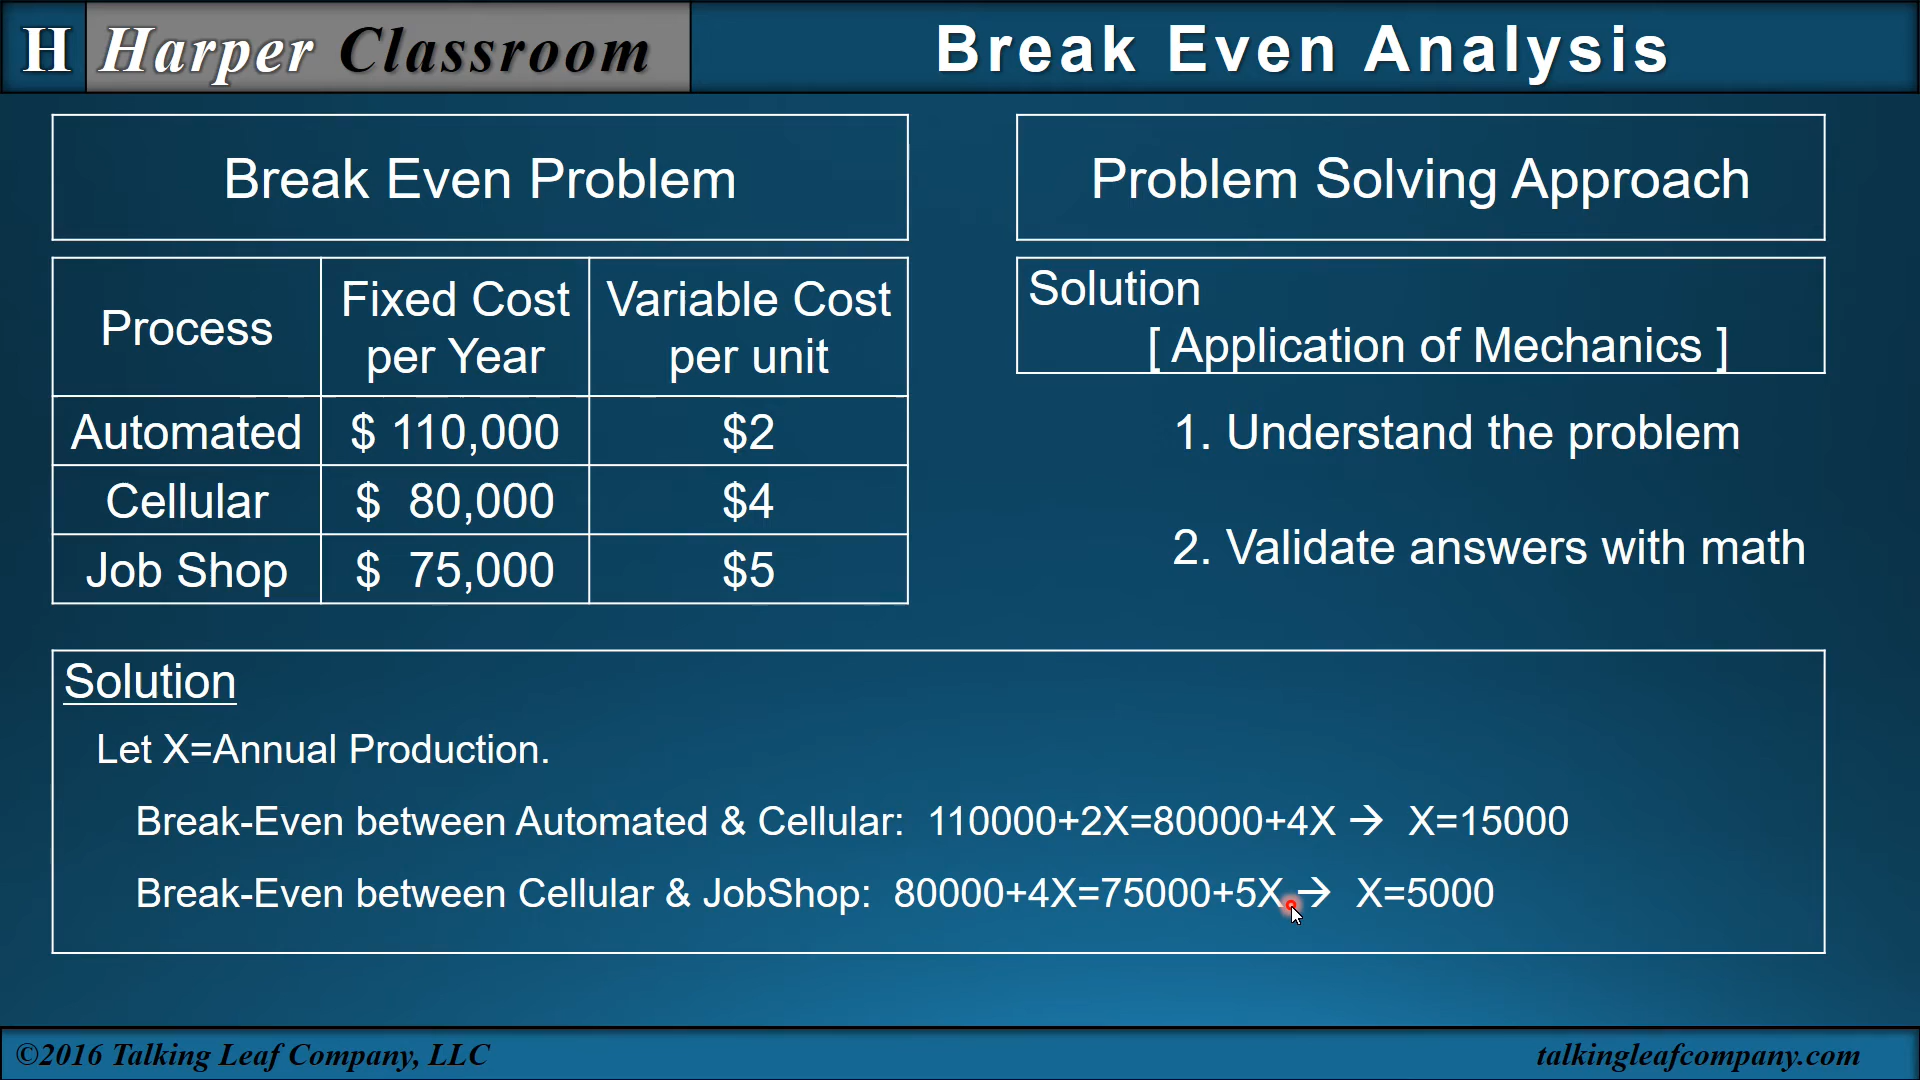 H Harper Classroom
Break Even Analysis
Break Even Problem
Process
Fixed Cost
per Year
Variable Cost
per unit
Automated $ 110,000 $2
Cellular $ 80,000 $4
Job Shop $ 75,000 $5
Problem Solving Approach
Solution
[ Application of Mechanics ]
1. Understand the problem
2. Validate answers with math
Solution
Let X=Annual Production.
Break-Even between Automated & Cellular: 110000+2X=80000+4X → X=15000
Break-Even between Cellular & JobShop: 80000+4X=75000+5X → X=5000
©2016 Talking Leaf Company, LLC
talkingleafcompany.com